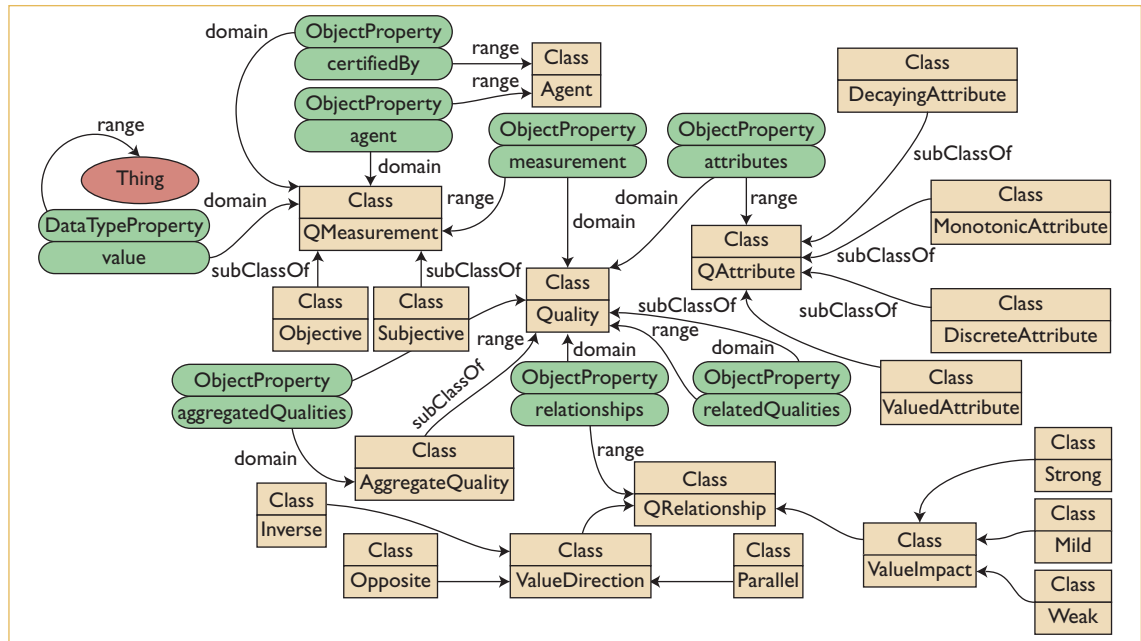 domain
ObjectProperty
certifiedBy
range
Class
Agent
range
ObjectProperty
agent
domain
Class
DecayingAttribute
subClassOf
ObjectProperty
measurement
range
domain
ObjectProperty
attributes
domain
range
range
Thing
DataTypeProperty
value
domain
Class
QMeasurement
subClassOf
subClassOf
Class
Objective
Class
Subjective
Class
QAttribute
Class
MonotonicAttribute
subClassOf
Class
DiscreteAttribute
subClassOf
Class
ValuedAttribute
Class
Quality
range
subClassOf
range
domain
domain
ObjectProperty
aggregatedQualities
domain
subClassOf
Class
AggregateQuality
ObjectProperty
relationships
range
ObjectProperty
relatedQualities
Class
QRelationship
Class
Inverse
Class
Opposite
Class
ValueDirection
Class
Parallel
Class
ValueImpact
Class
Strong
Class
Mild
Class
Weak